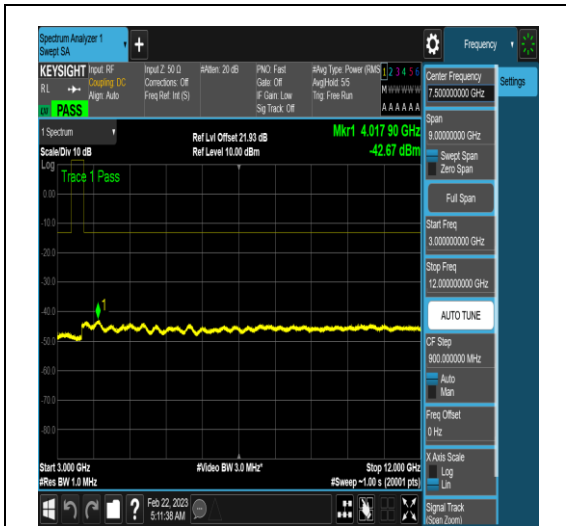 Spectrum Analyzer 1
Swept SA
+
Frequency
KEYSIGHT Input: RF
RL
Coupling: DC
Align: Auto
Input Z: 50 Ω
Corrections: Off
Freq Ref: Int (S)
#Atten: 20 dB
PNO: Fast
Gate: Off
IF Gain: Low
Sig Track: Off
#Avg Type: Power (RMS
Avg|Hold: 5/5
Trig: Free Run
1 2 3 4 5 6
M W W W W W
A A A A A A
PASS
Center Frequency
7.500000000 GHz
Settings
Span
9.00000000 GHz
Swept Span
Zero Span
Full Span
Start Freq
3.000000000 GHz
Stop Freq
12.000000000 GHz
AUTO TUNE
CF Step
900.000000 MHz
Auto
Man
Freq Offset
0 Hz
X Axis Scale
Log
Lin
Signal Track
(Span Zoom)
1 Spectrum
Scale/Div 10 dB
Ref Lvl Offset 21.93 dB
Ref Level 10.00 dBm
Mkr1 4.017 90 GHz
-42.67 dBm
Log
Trace 1 Pass
0.00
-10.0
-20.0
-30.0
-40.0
-50.0
-60.0
-70.0
-80.0
1
Start 3.000 GHz
#Res BW 1.0 MHz
#Video BW 3.0 MHz*
Stop 12.000 GHz
#Sweep ~1.00 s (20001 pts)
?
Feb 22, 2023
5:11:38 AM